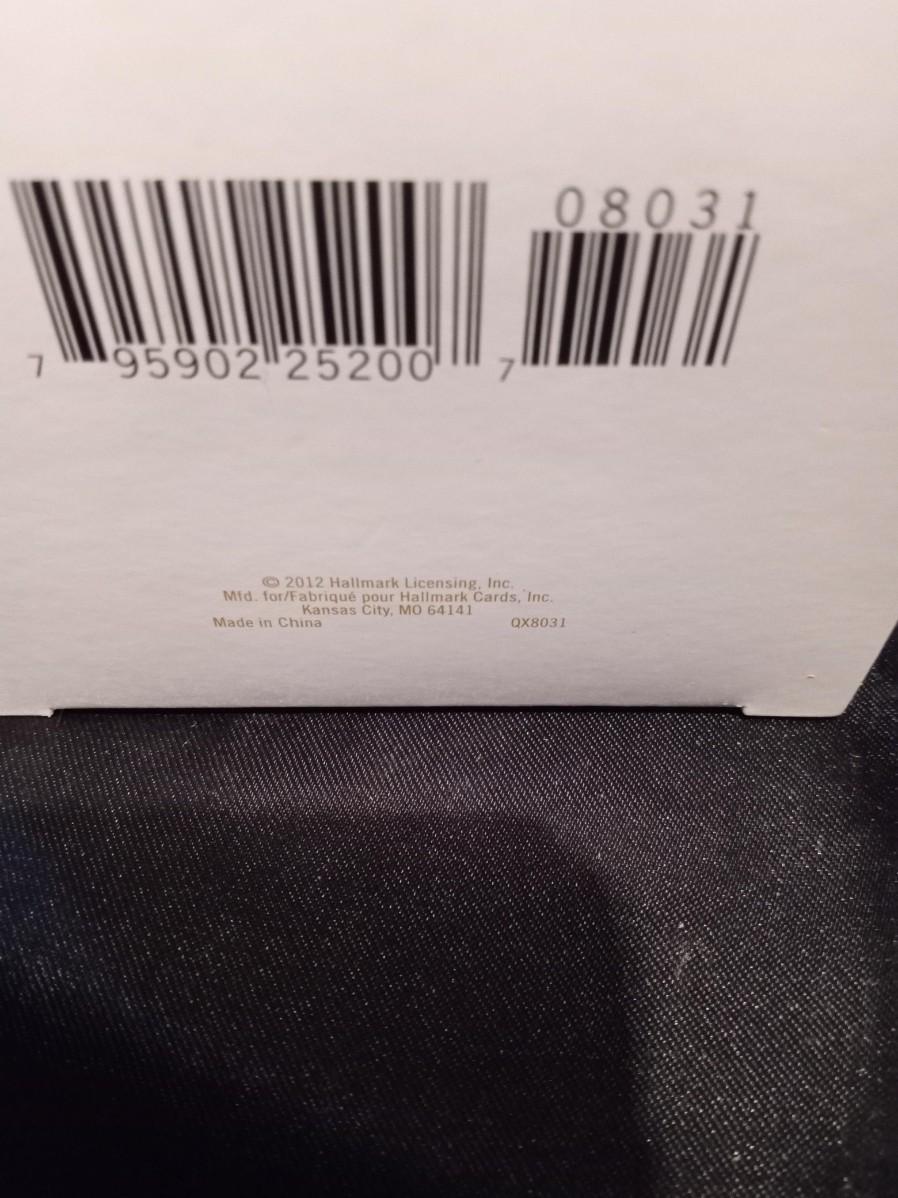 08031
7 95902 25200 7
© 2012 Hallmark Licensing, Inc.
Mfd. for/Fabriqué pour Hallmark Cards, Inc.
Kansas City, MO 64141
Made in China QX8031